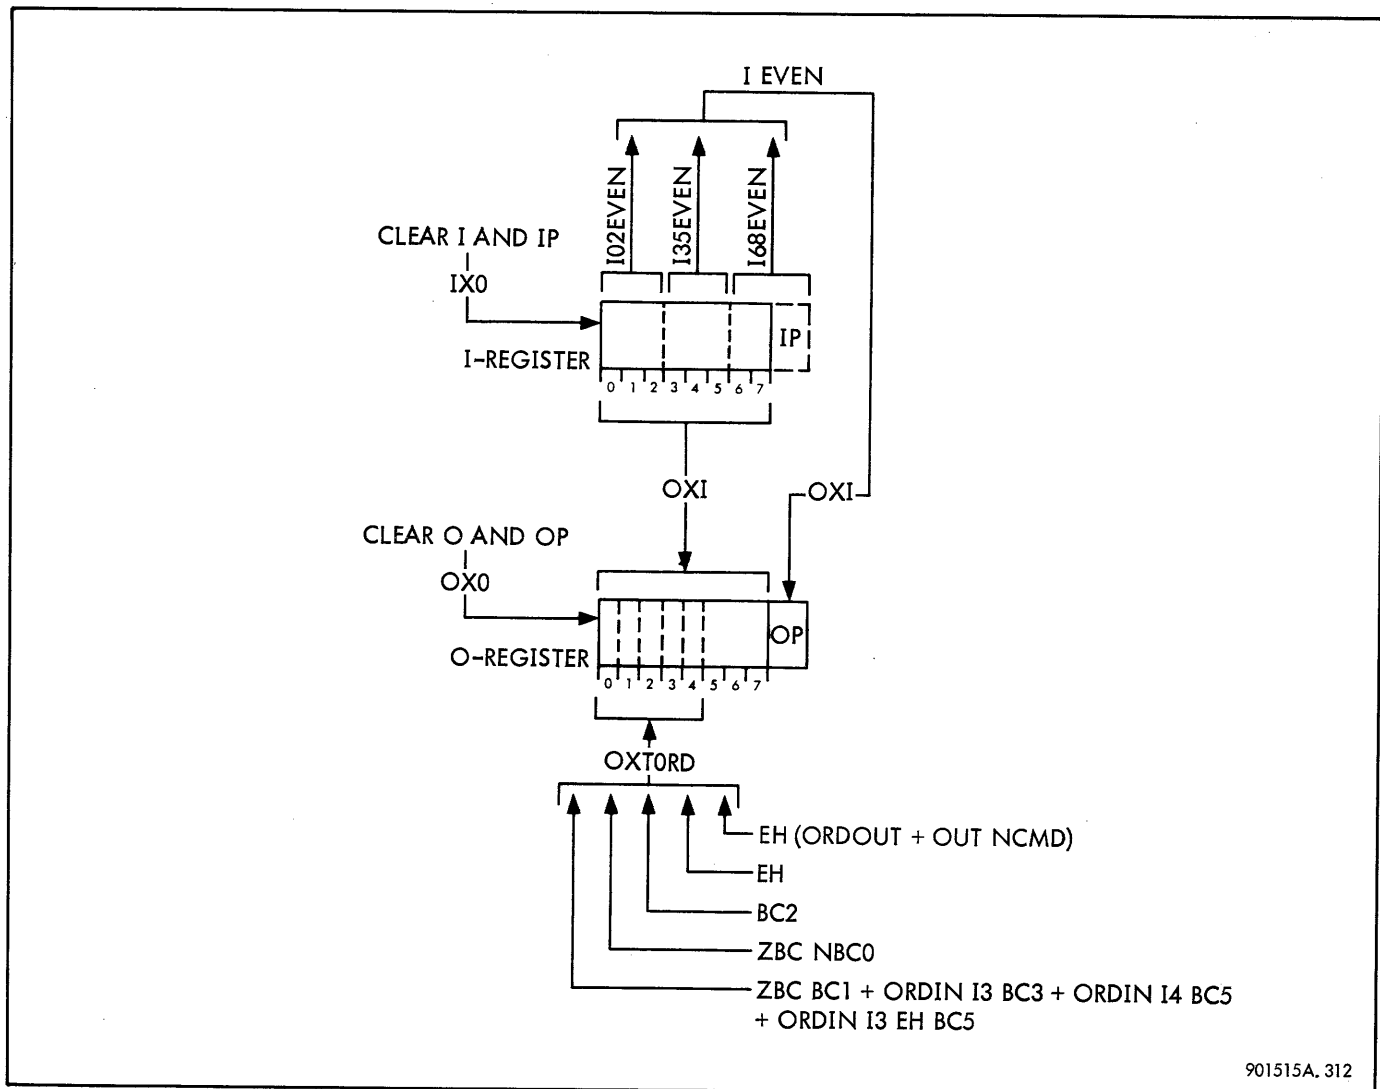 I EVEN
I02EVEN
I35EVEN
I68EVEN
CLEAR I AND IP
IX0
IP
I-REGISTER
0 1 2 3 4 5 6 7
OXI
OXI
CLEAR O AND OP
OX0
OP
O-REGISTER
0 1 2 3 4 5 6 7
OXTORD
EH (ORDOUT + OUT NCMD)
EH
BC2
ZBC NBC0
ZBC BC1 + ORDIN I3 BC3 + ORDIN I4 BC5
+ ORDIN I3 EH BC5
901515A. 312